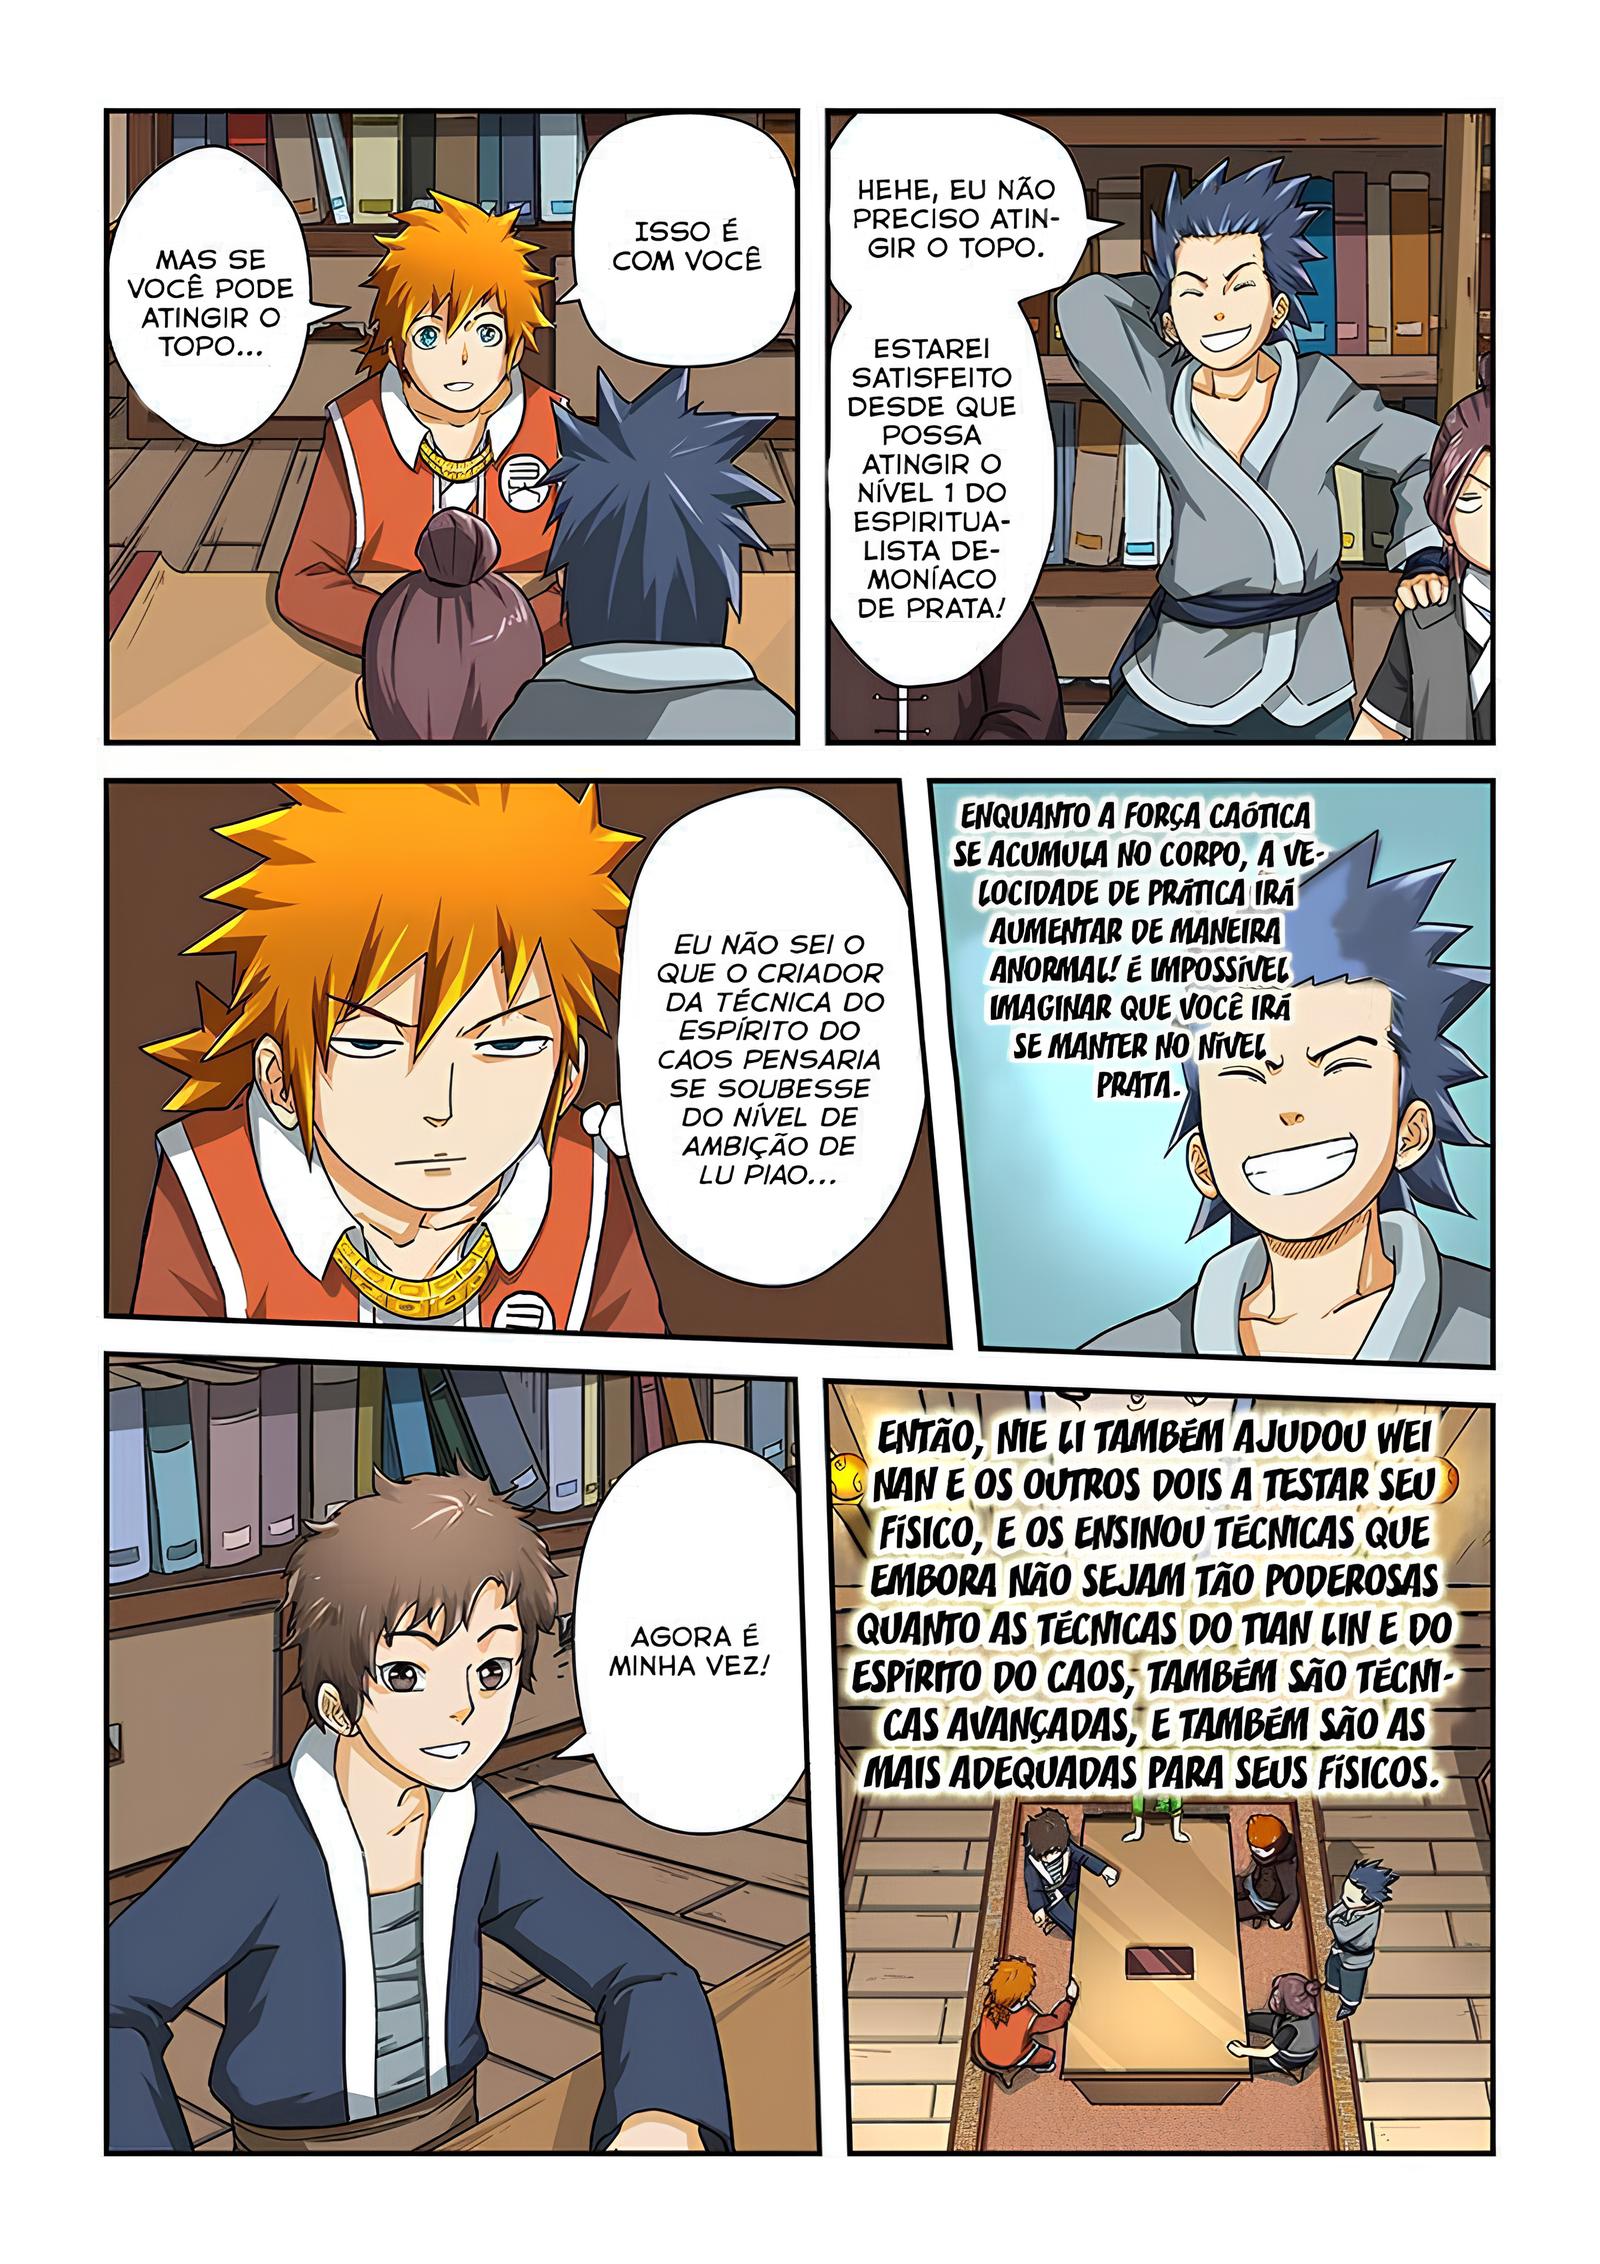 MAS SE
VOCÊ PODE
ATINGIR O
TOPO...
ISSO É
COM VOCÊ
HEHE, EU NÃO
PRECISO ATIN-
GIR O TOPO.
ESTAREI
SATISFEITO
DESDE QUE
POSSA
ATINGIR O
NÍVEL 1 DO
ESPIRITUA-
LISTA DE-
MONÍACO
DE PRATA!
EU NÃO SEI O
QUE O CRIADOR
DA TÉCNICA DO
ESPÍRITO DO
CAOS PENSARIA
SE SOUBESSE
DO NÍVEL DE
AMBIÇÃO DE
LU PIAO...
ENQUANTO A FORÇA CAÓTICA
SE ACUMULA NO CORPO, A VE-
LOCIDADE DE PRÁTICA IRÁ
AUMENTAR DE MANEIRA
ANORMAL! É IMPOSSÍVEL
IMAGINAR QUE VOCÊ IRÁ
SE MANTER NO NÍVEL
PRATA.
AGORA É
MINHA VEZ!
ENTÃO, NIE LI TAMBÉM AJUDOU WEI
NAN E OS OUTROS DOIS A TESTAR SEU
FÍSICO, E OS ENSINOU TÉCNICAS QUE
EMBORA NÃO SEJAM TÃO PODEROSAS
QUANTO AS TÉCNICAS DO TIAN LIN E DO
ESPÍRITO DO CAOS, TAMBÉM SÃO TÉCNI-
CAS AVANÇADAS, E TAMBÉM SÃO AS
MAIS ADEQUADAS PARA SEUS FÍSICOS.